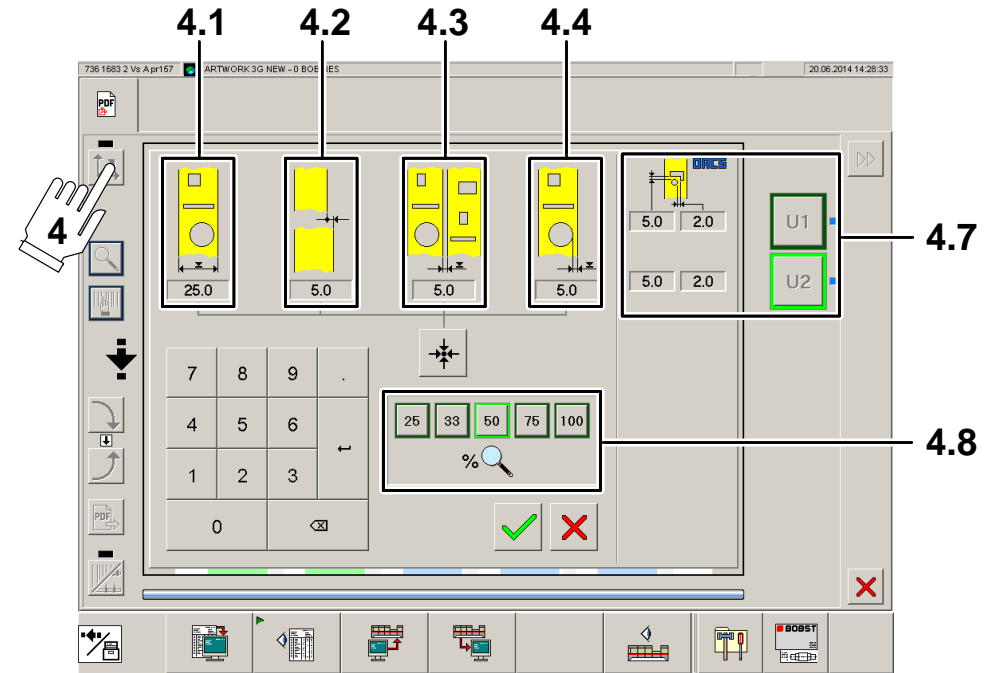 4.1 4.2 4.3 4.4
736 1683 2 Vs Apr157 ARTWORK 3G NEW - 0 BOBINES 20.06.2014 14:28:33
PDF
DACS
4
5.0 2.0 U1
4.7
25.0 5.0 5.0 5.0
5.0 2.0 U2
7 8 9 .
4 5 6
25 33 50 75 100
4.8
%
1 2 3
0
PDF
BOBST